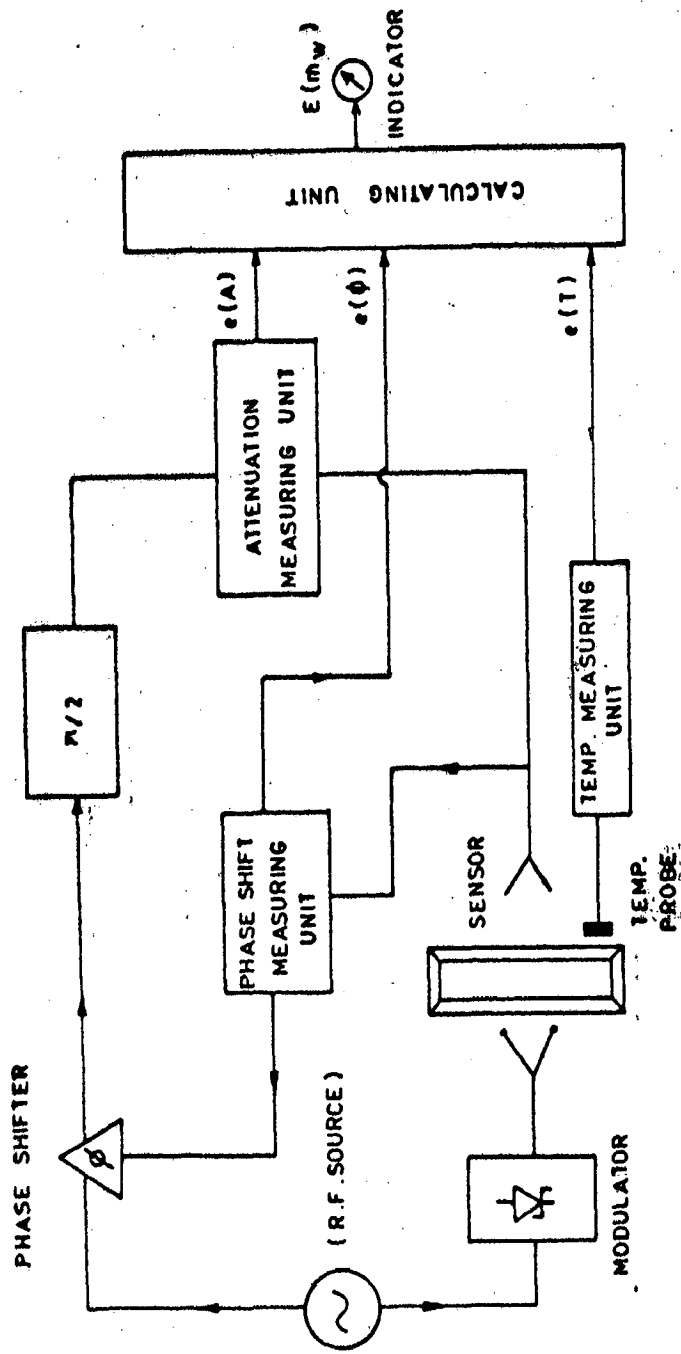 PHASE SHIFTER
ϕ
π/2
(R.F. SOURCE)
PHASE SHIFT
MEASURING
UNIT
ATTENUATION
MEASURING UNIT
e(A)
e(ϕ)
e(T)
CALCULATING UNIT
E(mw)
INDICATOR
MODULATOR
SENSOR
TEMP.
PROBE
TEMP. MEASURING
UNIT